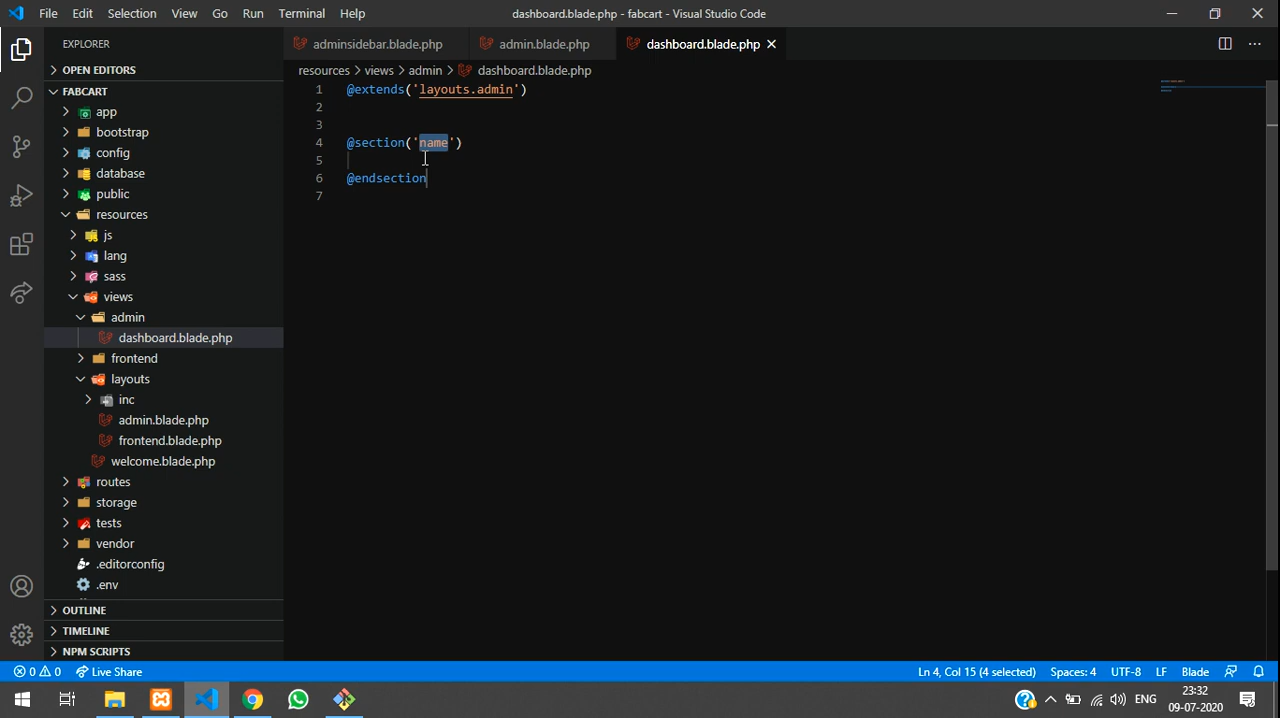 File Edit Selection View Go Run Terminal Help
dashboard.blade.php - fabcart - Visual Studio Code
EXPLORER
OPEN EDITORS
FABCART
app
bootstrap
config
database
public
resources
js
lang
sass
views
admin
dashboard.blade.php
frontend
layouts
inc
admin.blade.php
frontend.blade.php
welcome.blade.php
routes
storage
tests
vendor
.editorconfig
.env
OUTLINE
TIMELINE
NPM SCRIPTS
adminsidebar.blade.php admin.blade.php dashboard.blade.php
resources > views > admin > dashboard.blade.php
1 @extends('layouts.admin')
2
3
4 @section('name')
5
6 @endsection
7
0 0 Live Share
Ln 4, Col 15 (4 selected) Spaces: 4 UTF-8 LF Blade
ENG
23:32
09-07-2020